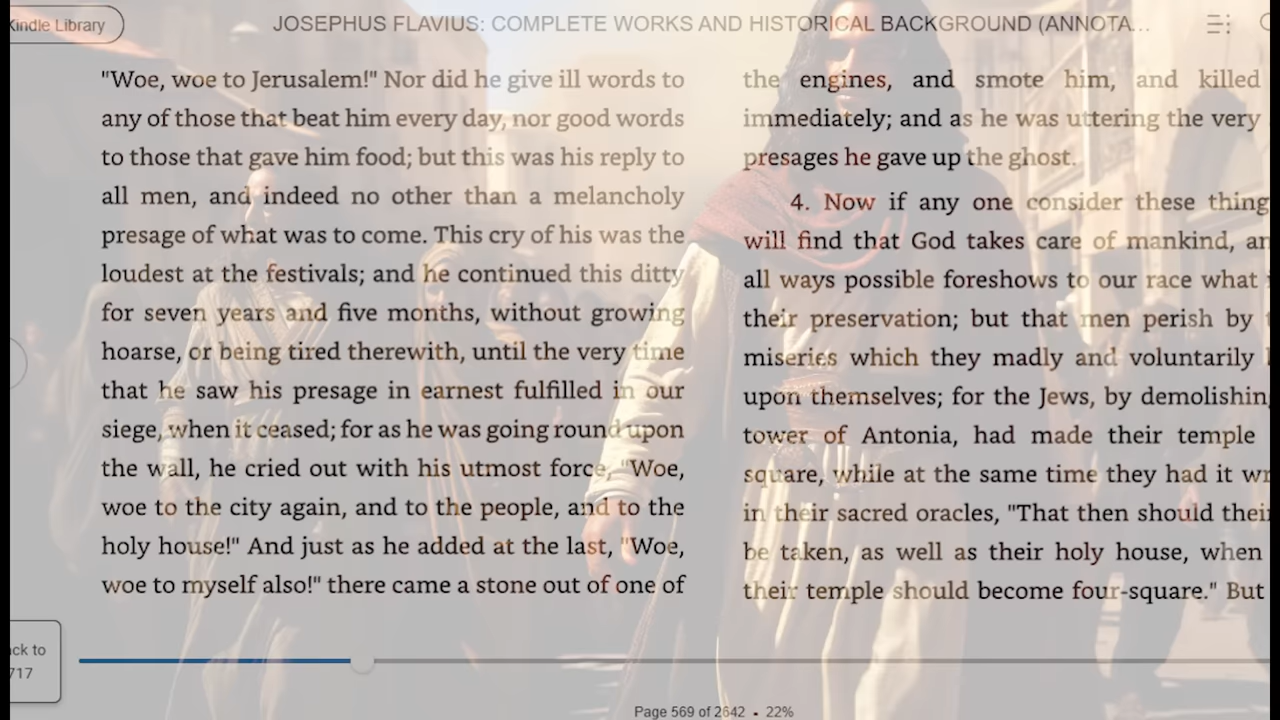 Kindle Library
JOSEPHUS FLAVIUS: COMPLETE WORKS AND HISTORICAL BACKGROUND (ANNOTA...
"Woe, woe to Jerusalem!" Nor did he give ill words to
any of those that beat him every day, nor good words
to those that gave him food; but this was his reply to
all men, and indeed no other than a melancholy
presage of what was to come. This cry of his was the
loudest at the festivals; and he continued this ditty
for seven years and five months, without growing
hoarse, or being tired therewith, until the very time
that he saw his presage in earnest fulfilled in our
siege, when it ceased; for as he was going round upon
the wall, he cried out with his utmost force, "Woe,
woe to the city again, and to the people, and to the
holy house!" And just as he added at the last, "Woe,
woe to myself also!" there came a stone out of one of
the engines, and smote him, and killed
immediately; and as he was uttering the very
presages he gave up the ghost.
4. Now if any one consider these thing
will find that God takes care of mankind, an
all ways possible foreshows to our race what
their preservation; but that men perish by
miseries which they madly and voluntarily
upon themselves; for the Jews, by demolishin
tower of Antonia, had made their temple
square, while at the same time they had it wr
in their sacred oracles, "That then should thei
be taken, as well as their holy house, when
their temple should become four-square." But
ack to
717
Page 569 of 2642 • 22%